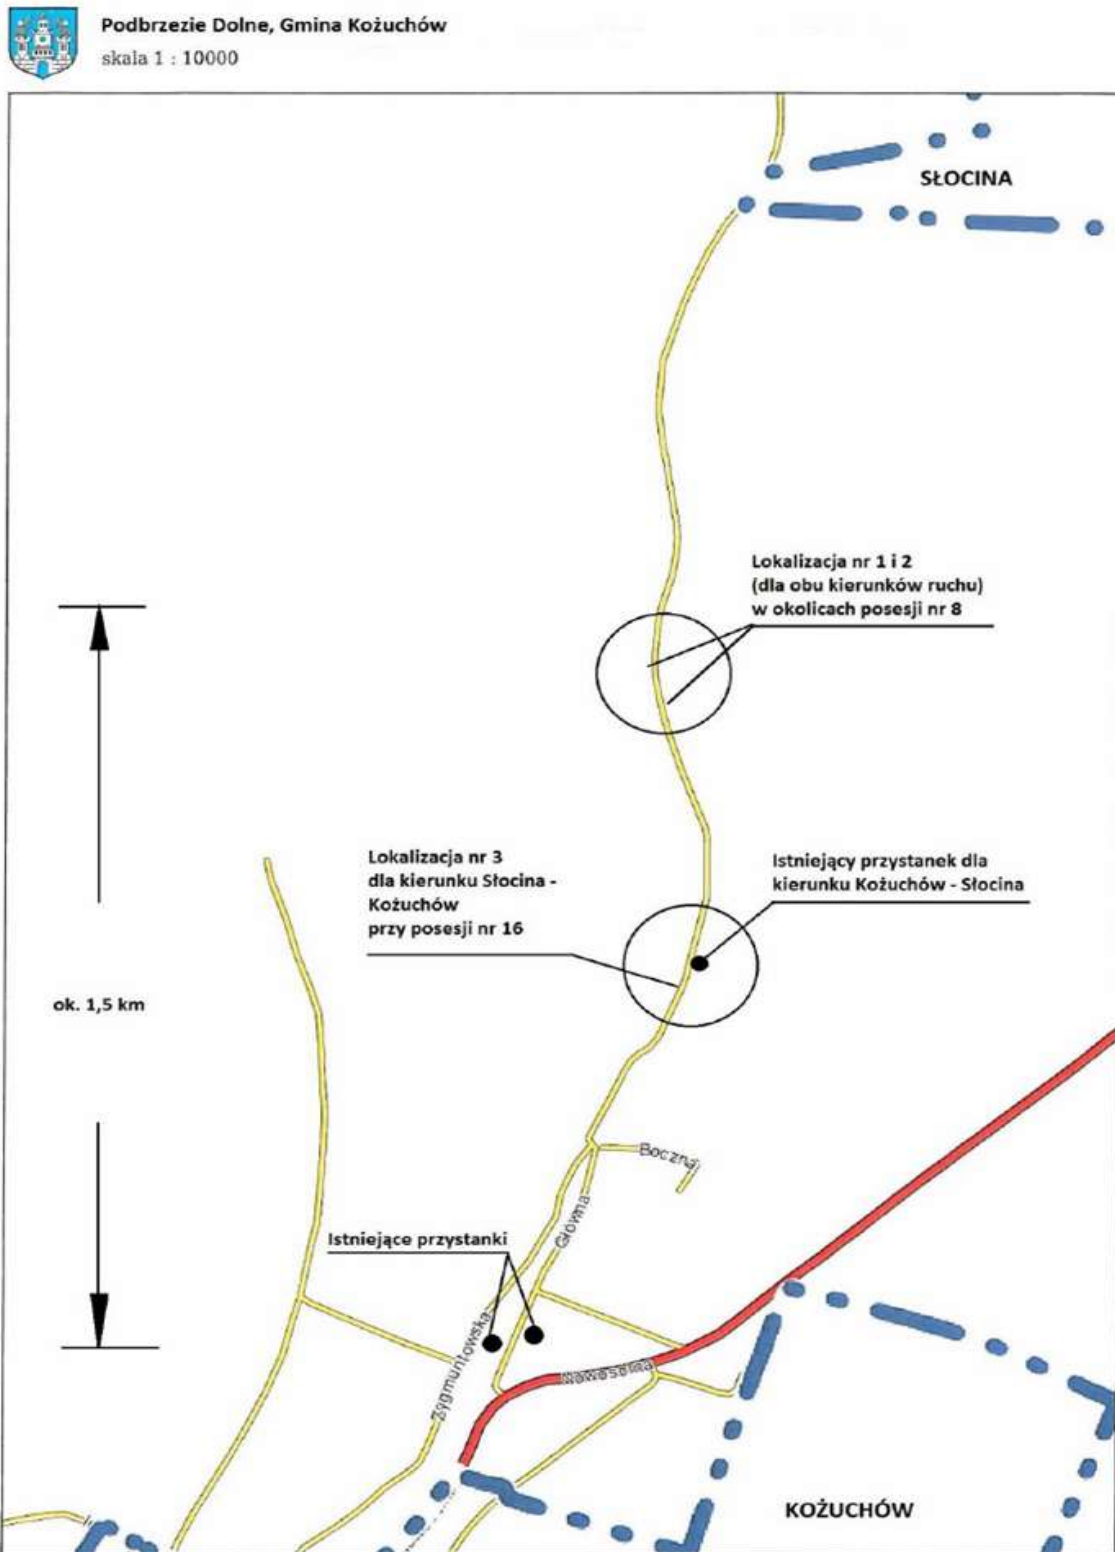 Podbrzezie Dolne, Gmina Kożuchów
skala 1 : 10000
SŁOCINA
Lokalizacja nr 1 i 2
(dla obu kierunków ruchu)
w okolicach posesji nr 8
Lokalizacja nr 3
dla kierunku Słocina -
Kożuchów
przy posesji nr 16
Istniejący przystanek dla
kierunku Kożuchów - Słocina
ok. 1,5 km
Boczna
Główna
Istniejące przystanki
Zygmuntowska
Nowosolna
KOŻUCHÓW